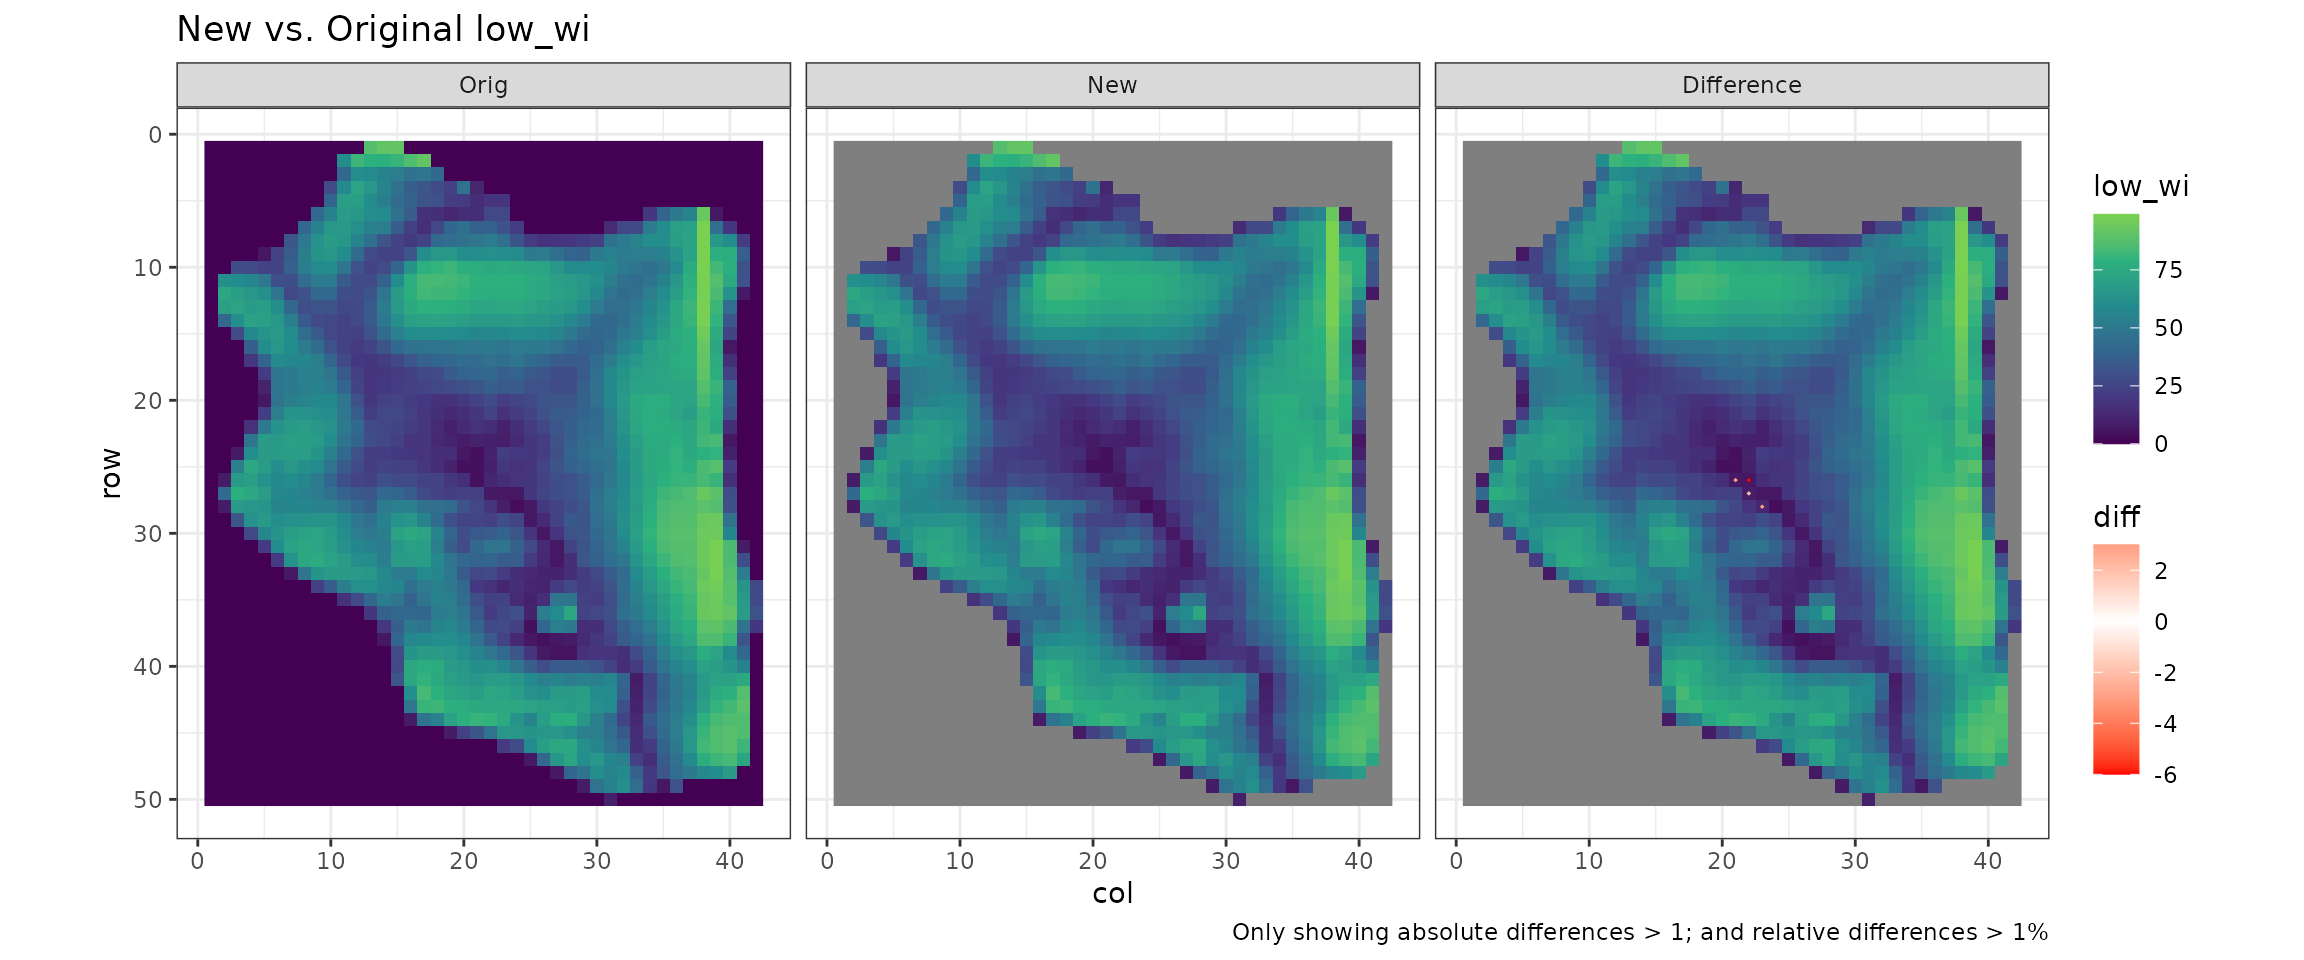 New vs. Original low_wi
Orig New Difference
low_wi
75
50
25
0
diff
2
0
-2
-4
-6
row
0
10
20
30
40
50
0 10 20 30 40 0 10 20 30 40 0 10 20 30 40
col
Only showing absolute differences > 1; and relative differences > 1%